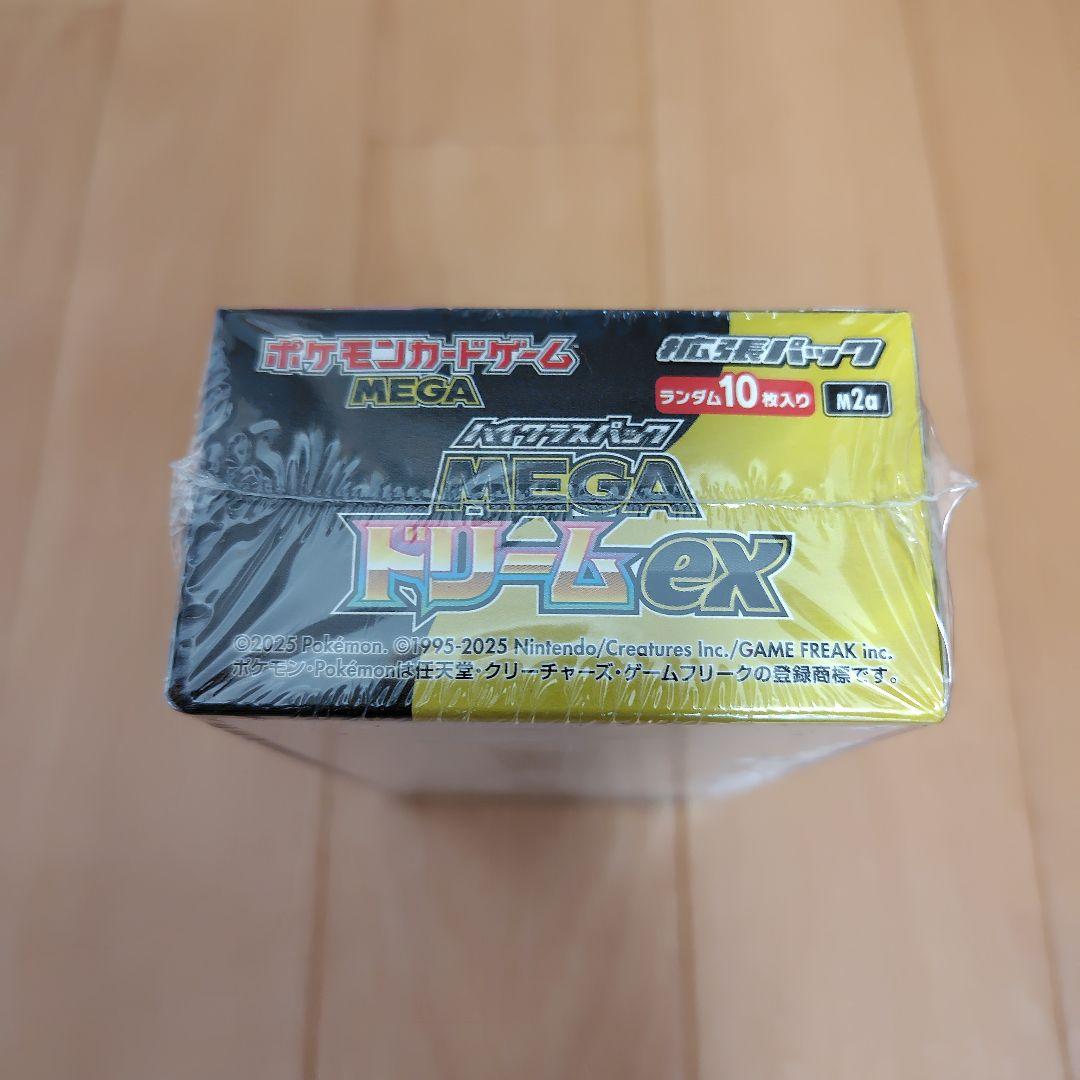 ポケモンカードゲーム
MEGA
拡張パック
ランダム10枚入り M2a
ハイクラスパック
MEGA
ドリームex
©2025 Pokémon. ©1995-2025 Nintendo/Creatures Inc./GAME FREAK inc.
ポケモン・Pokémonは任天堂・クリーチャーズ・ゲームフリークの登録商標です。